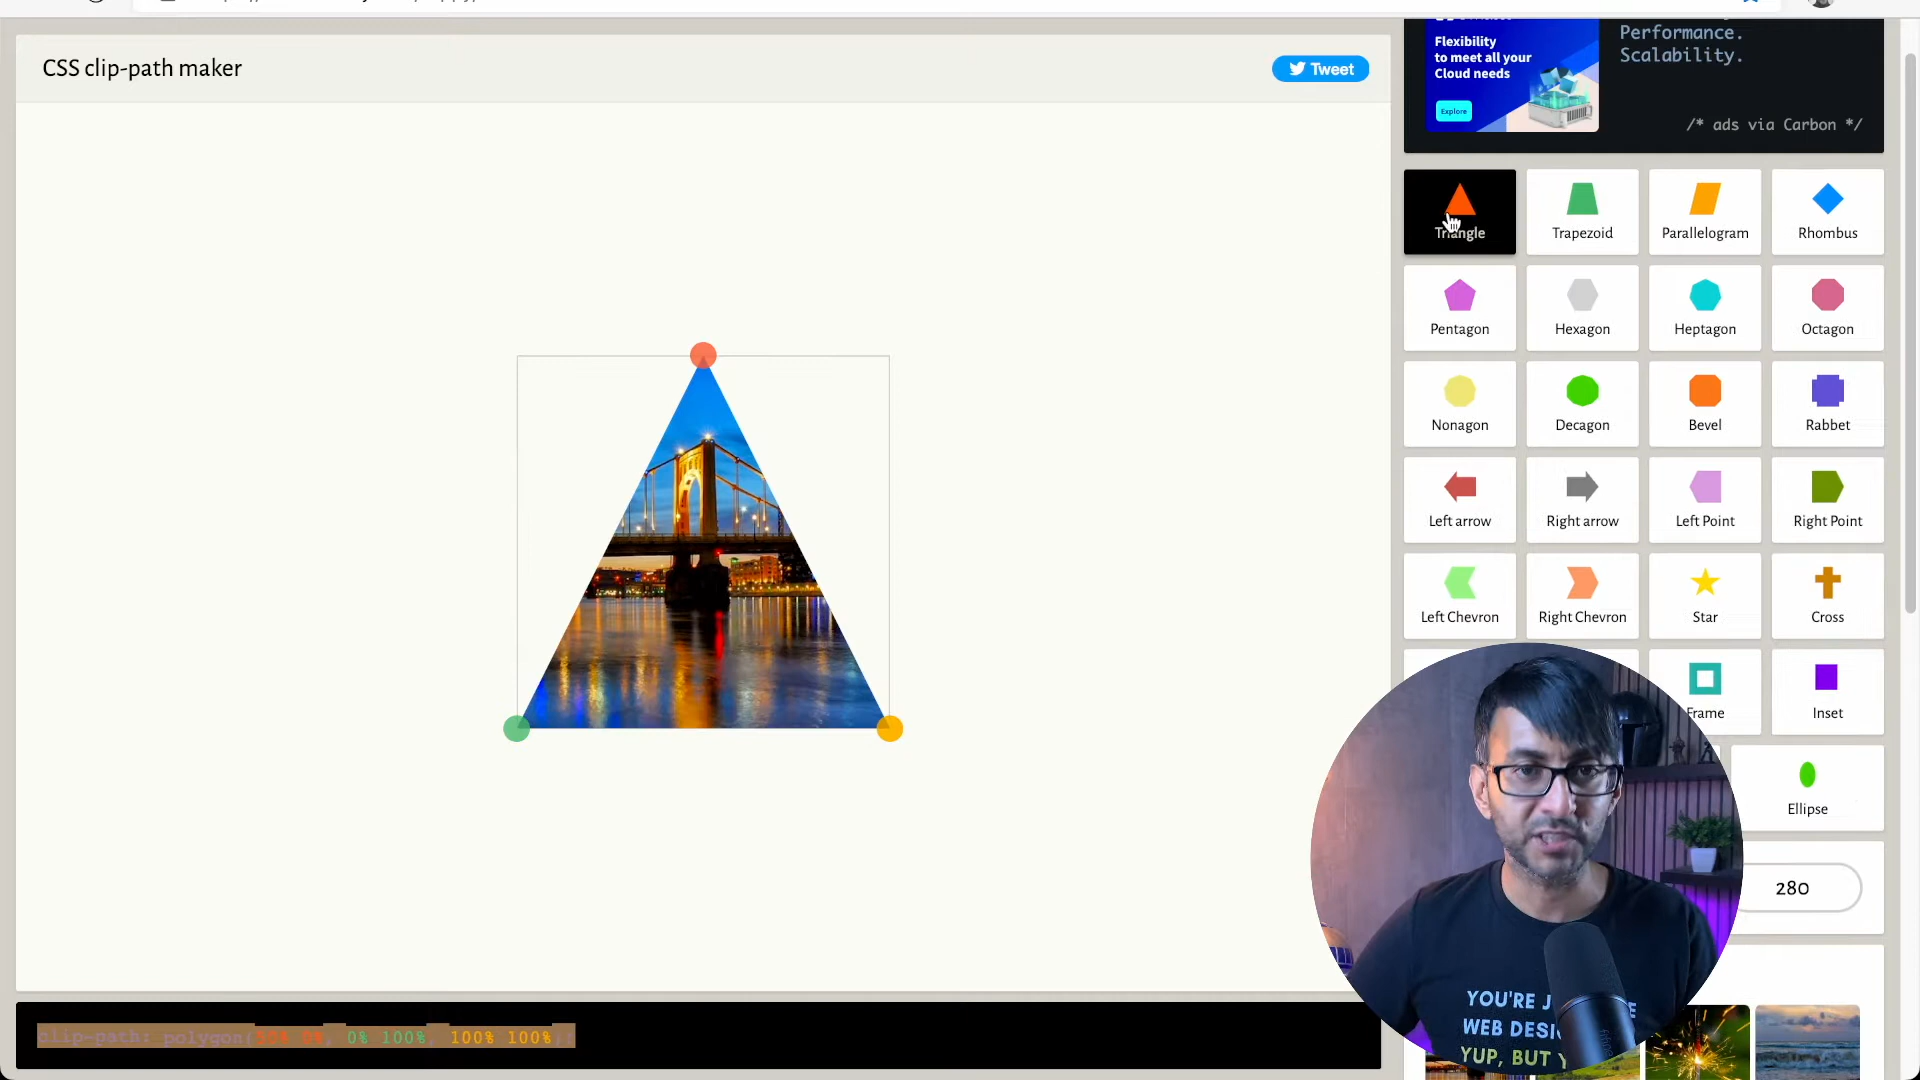 CSS clip-path maker
Tweet
Flexibility
to meet all your
Cloud needs
Explore
Performance.
Scalability.
/* ads via Carbon */
Triangle
Trapezoid
Parallelogram
Rhombus
Pentagon
Hexagon
Heptagon
Octagon
Nonagon
Decagon
Bevel
Rabbet
Left arrow
Right arrow
Left Point
Right Point
Left Chevron
Right Chevron
Star
Cross
Frame
Inset
Ellipse
280
YOU'RE J
WEB DESI
YUP, BUT
clip-path: polygon(50% 0%, 0% 100%, 100% 100%);